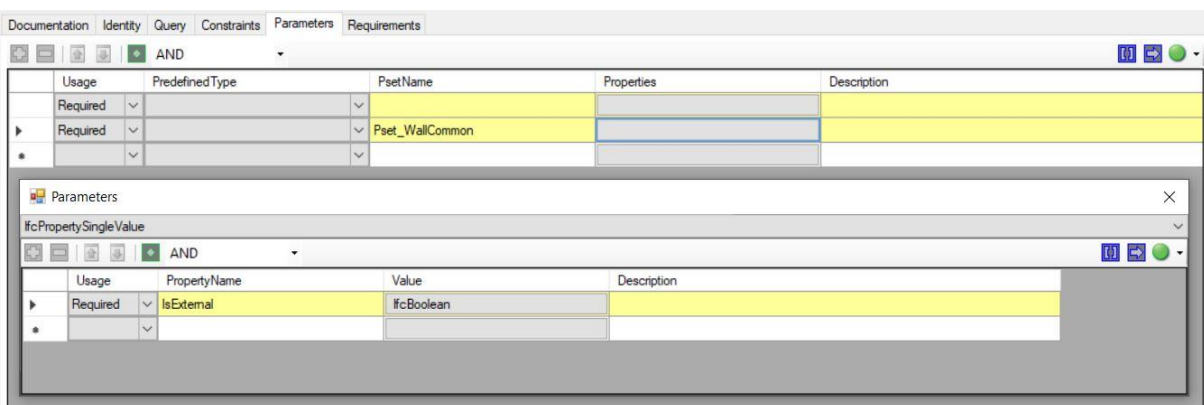 Documentation Identity Query Constraints Parameters Requirements
AND
Usage PredefinedType PsetName Properties Description
Required
Required Pset_WallCommon
Parameters
IfcPropertySingleValue
AND
Usage PropertyName Value Description
Required IsExternal IfcBoolean